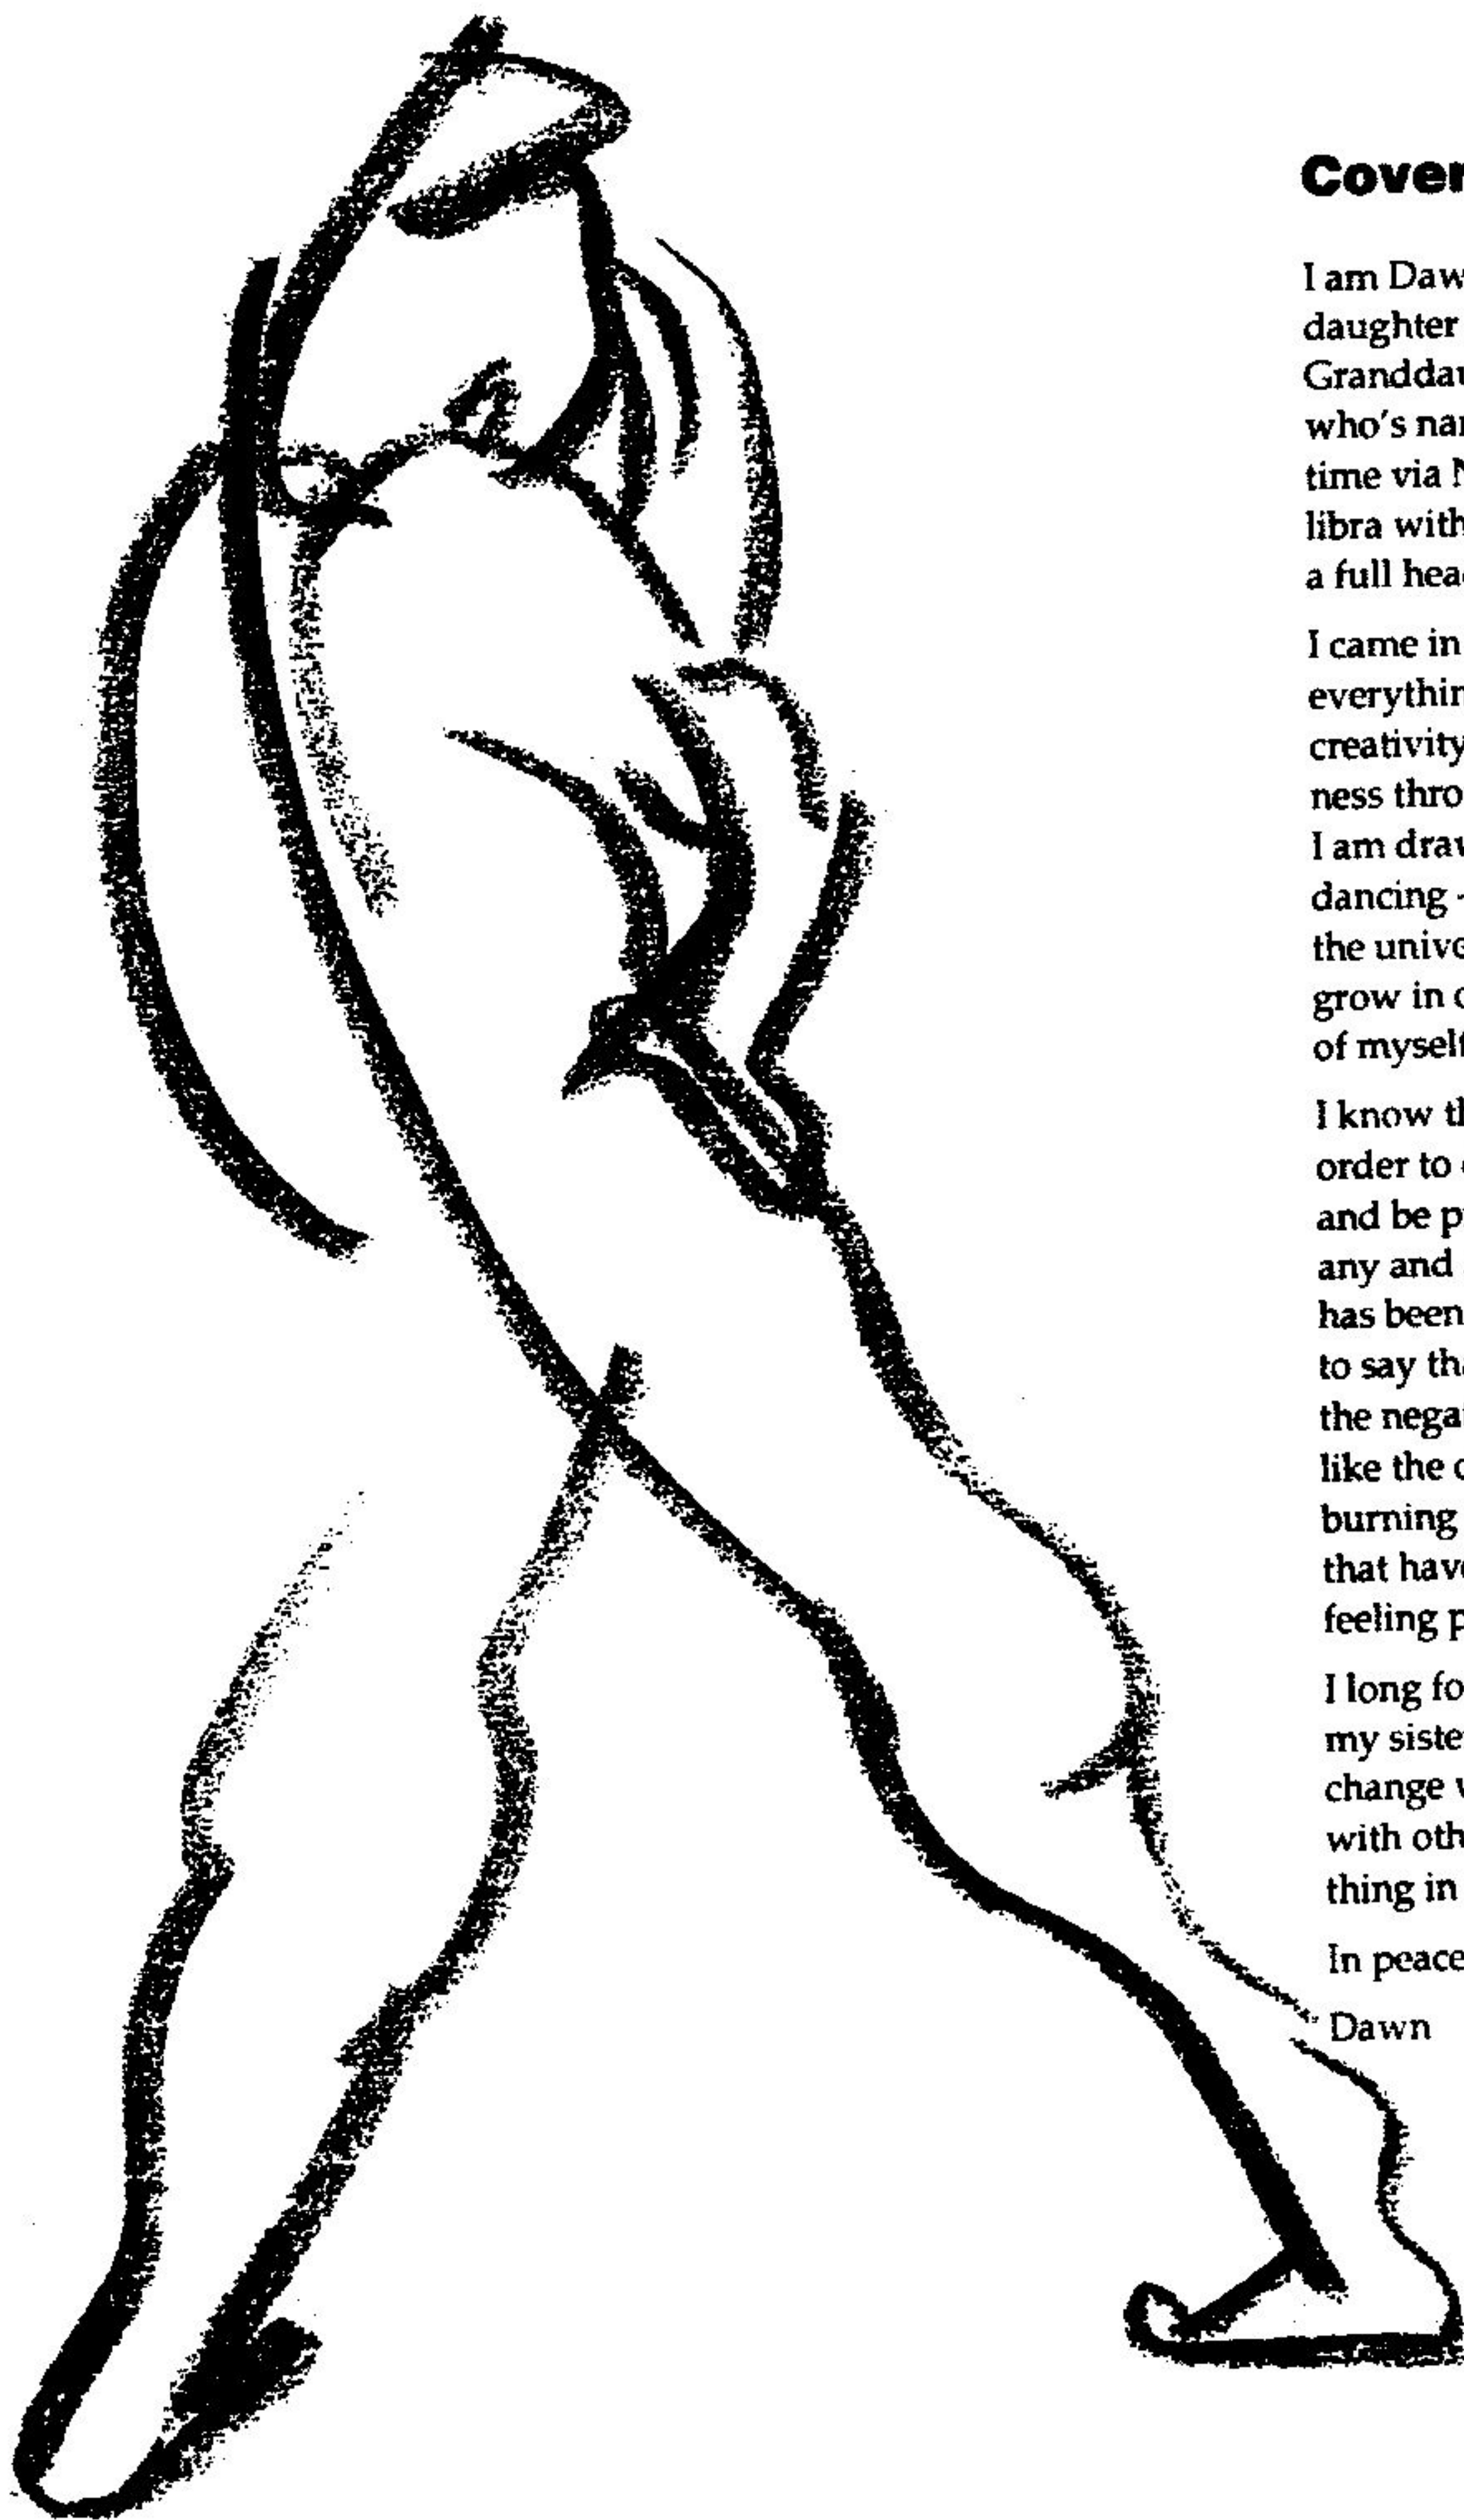 Cover
I am Daw
daughter
Granddau
who's nar
time via N
libra with
a full hea
I came in
everythin
creativity
ness thro
I am draw
dancing -
the unive
grow in c
of myself
I know th
order to
and be p
any and
has been
to say tha
the negat
like the c
burning
that have
feeling p
I long fo
my siste
change w
with oth
thing in
In peace
Dawn